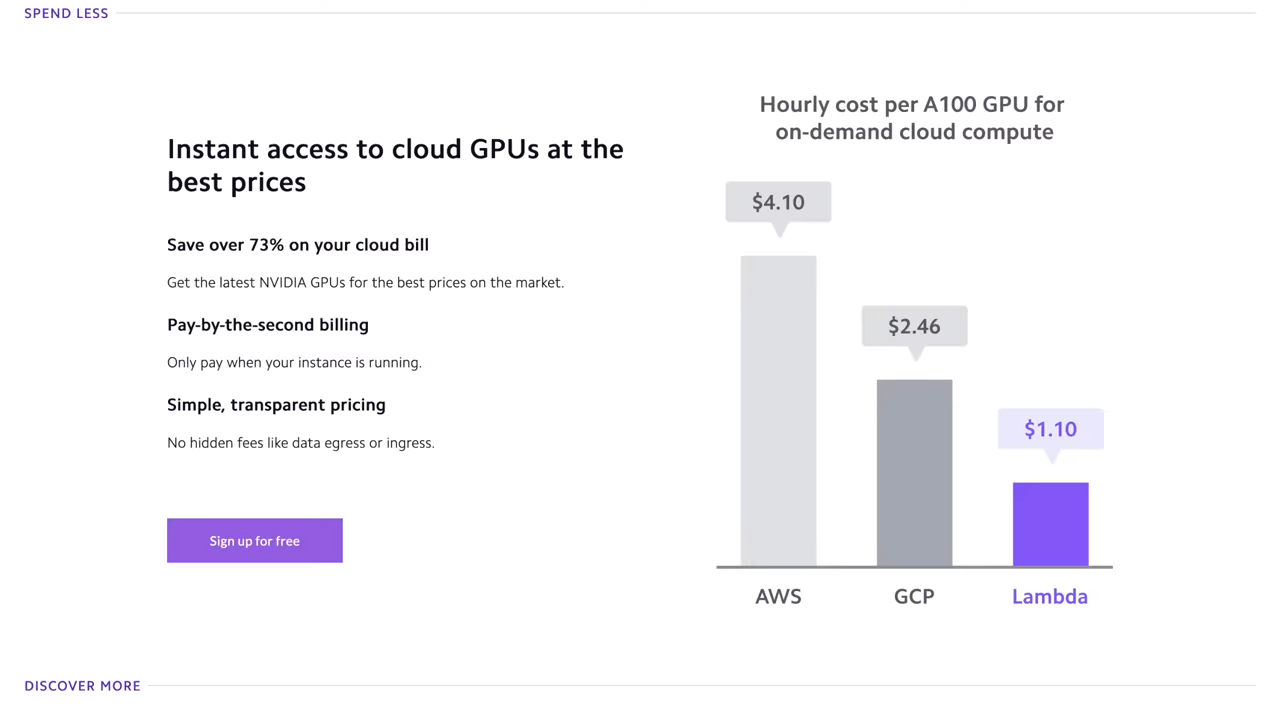 SPEND LESS
Instant access to cloud GPUs at the
best prices
Save over 73% on your cloud bill
Get the latest NVIDIA GPUs for the best prices on the market.
Pay-by-the-second billing
Only pay when your instance is running.
Simple, transparent pricing
No hidden fees like data egress or ingress.
Sign up for free
Hourly cost per A100 GPU for
on-demand cloud compute
$4.10
$2.46
$1.10
AWS
GCP
Lambda
DISCOVER MORE